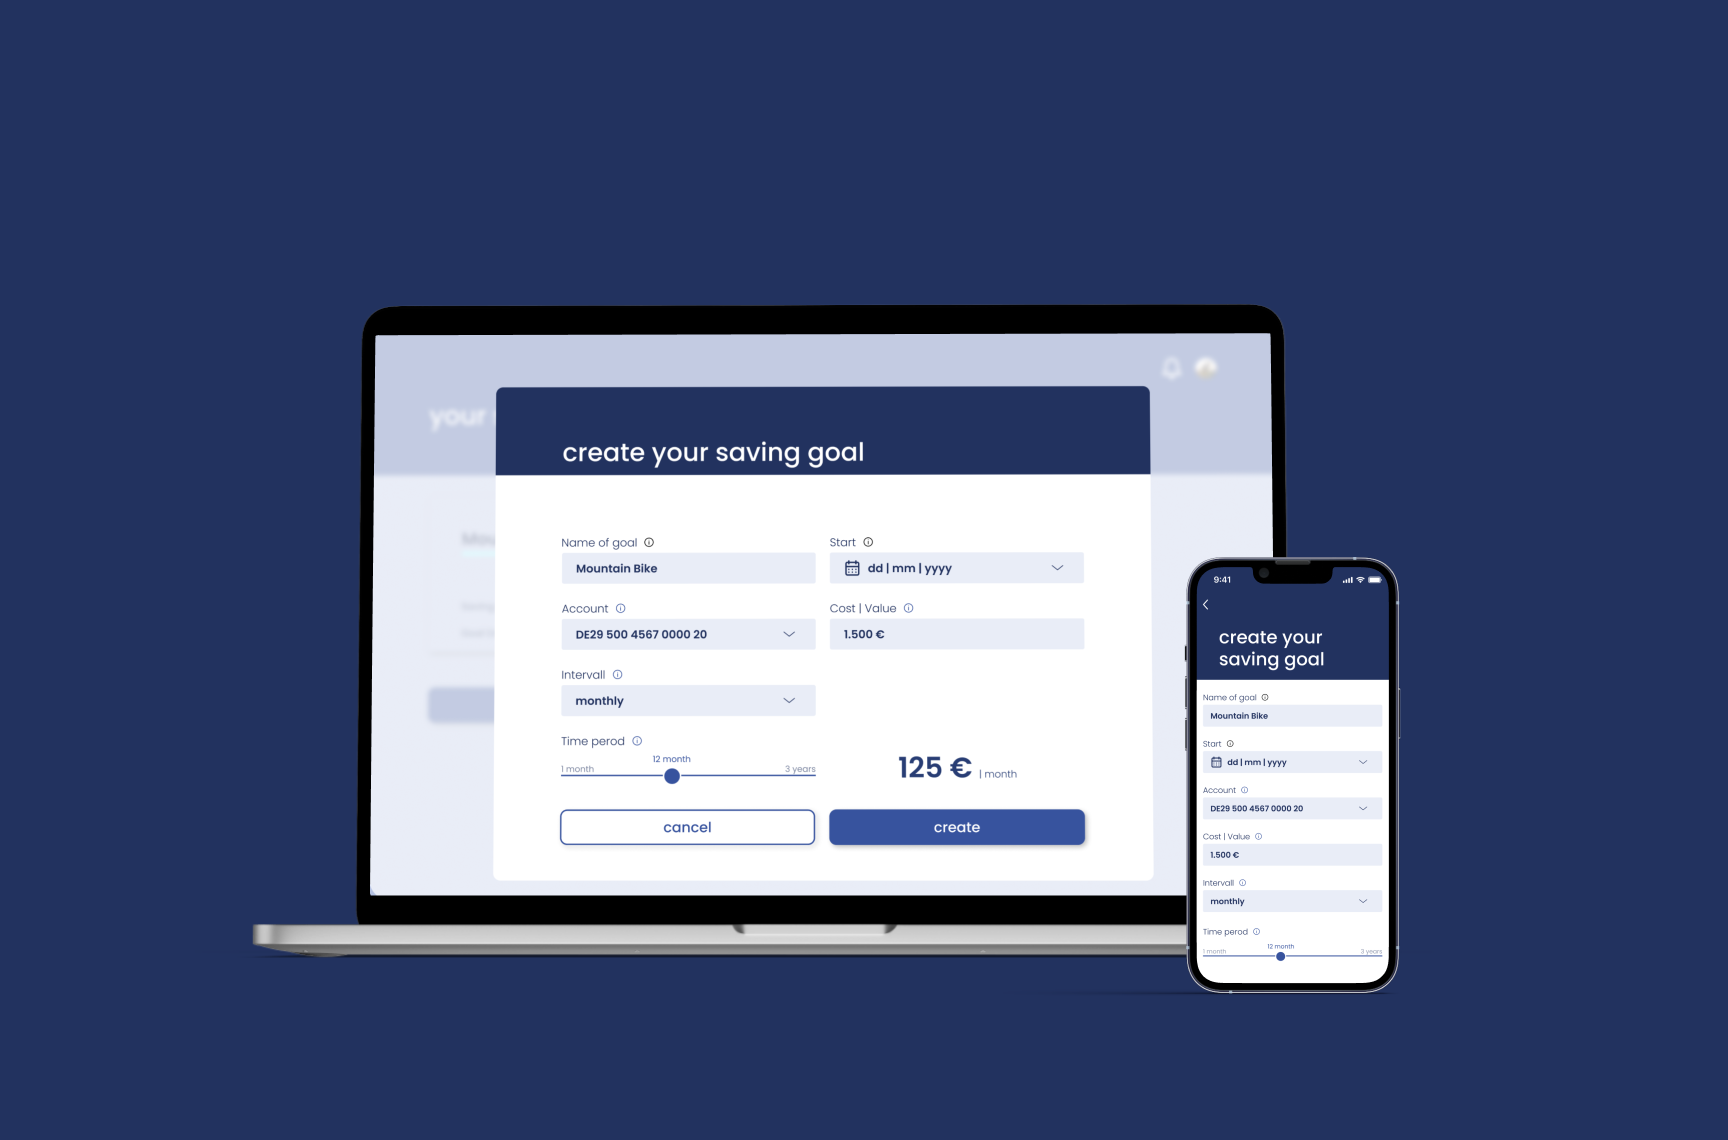 your
create your saving goal
Name of goal
Start
Mountain Bike
dd | mm | yyyy
Account
Cost | Value
DE29 500 4567 0000 20
1.500 €
Intervall
monthly
Time perod
12 month
1 month
3 years
125 € | month
cancel
create
9:41
create your
saving goal
Name of goal
Mountain Bike
Start
dd | mm | yyyy
Account
DE29 500 4567 0000 20
Cost | Value
1.500 €
Intervall
monthly
Time perod
12 month
1 month
3 years